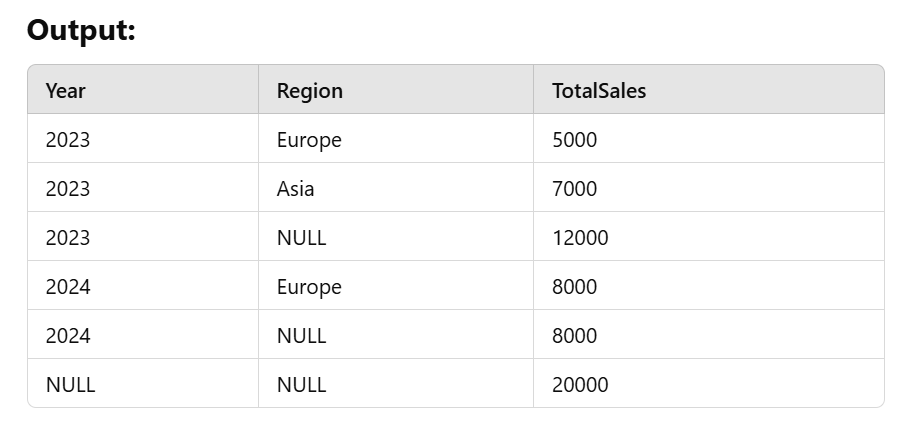 Output:
Year Region TotalSales
2023 Europe 5000
2023 Asia 7000
2023 NULL 12000
2024 Europe 8000
2024 NULL 8000
NULL NULL 20000